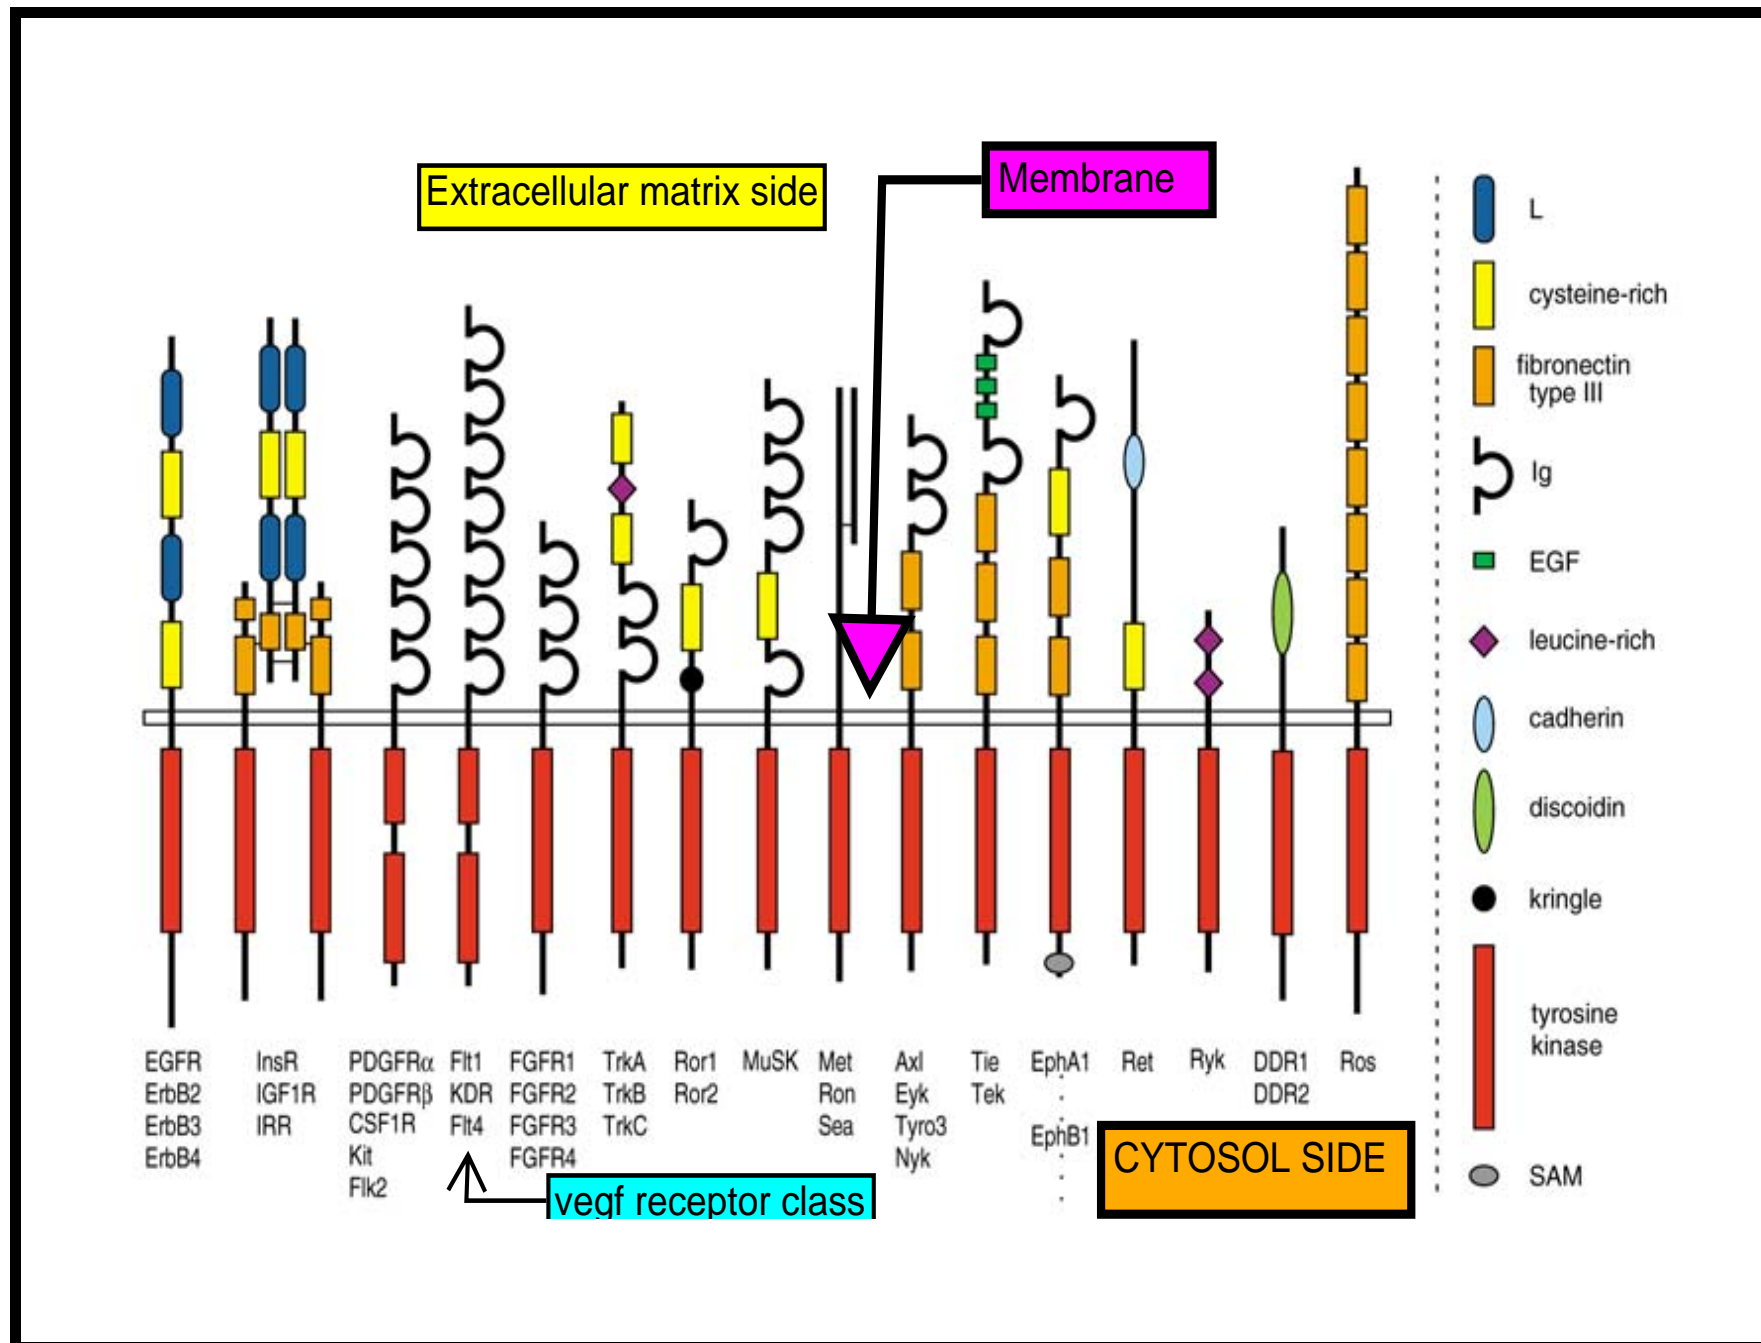 Extracellular matrix side
Membrane
L
cysteine-rich
fibronectin
type III
Ig
EGF
leucine-rich
cadherin
discoidin
kringle
tyrosine
kinase
SAM
EGFR
ErbB2
ErbB3
ErbB4
InsR
IGF1R
IRR
PDGFRα
PDGFRβ
CSF1R
Kit
Flk2
Flt1
KDR
Flt4
FGFR1
FGFR2
FGFR3
FGFR4
TrkA
TrkB
TrkC
Ror1
Ror2
MuSK
Met
Ron
Sea
Axl
Eyk
Tyro3
Nyk
Tie
Tek
EphA1
EphB1
Ret
Ryk
DDR1
DDR2
Ros
CYTOSOL SIDE
vegf receptor class